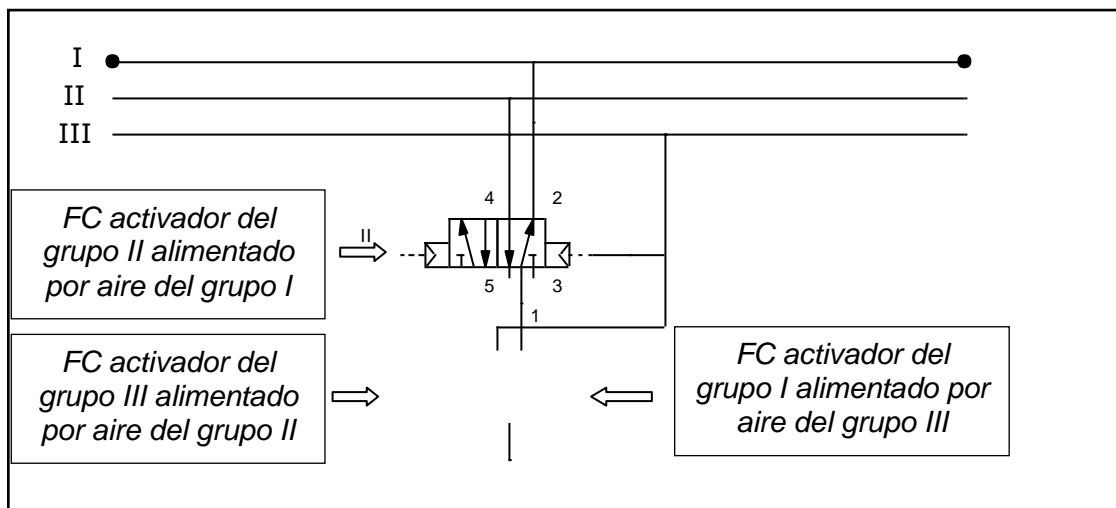 I
II
III
4 2
FC activador del
grupo II alimentado
por aire del grupo I
II
5 3
1
FC activador del
grupo III alimentado
por aire del grupo II
FC activador del
grupo I alimentado por
aire del grupo III